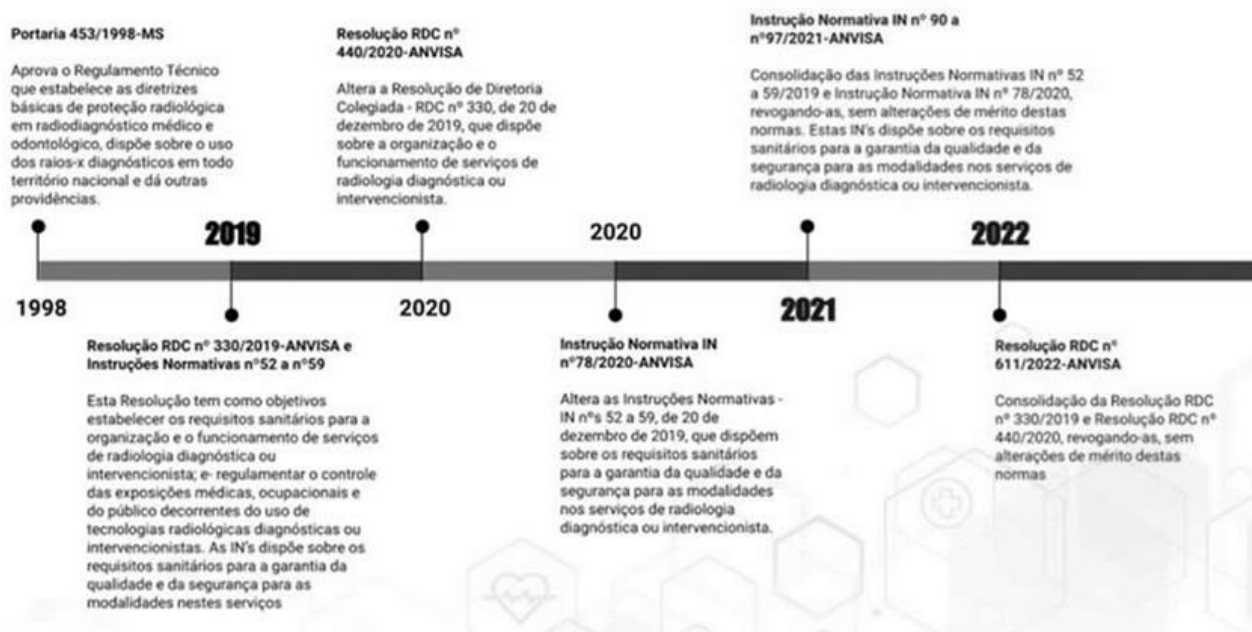 Portaria 453/1998-MS
Aprova o Regulamento Técnico
que estabelece as diretrizes
básicas de proteção radiológica
em radiodiagnóstico médico e
odontológico, dispõe sobre o uso
dos raios-x diagnósticos em todo
território nacional e dá outras
providências.
Resolução RDC nº
440/2020-ANVISA
Altera a Resolução de Diretoria
Colegiada - RDC nº 330, de 20 de
dezembro de 2019, que dispõe
sobre a organização e o
funcionamento de serviços de
radiologia diagnóstica ou
intervencionista.
Instrução Normativa IN nº 90 a
nº97/2021-ANVISA
Consolidação das Instruções Normativas IN nº 52
a 59/2019 e Instrução Normativa IN nº 78/2020,
revogando-as, sem alterações de mérito destas
normas. Estas IN's dispõe sobre os requisitos
sanitários para a garantia da qualidade e da
segurança para as modalidades nos serviços de
radiologia diagnóstica ou intervencionista.
2019
2020
2022
1998
2020
2021
Resolução RDC nº 330/2019-ANVISA e
Instruções Normativas nº52 a nº59
Esta Resolução tem como objetivos
estabelecer os requisitos sanitários para a
organização e o funcionamento de serviços
de radiologia diagnóstica ou
intervencionista; e- regulamentar o controle
das exposições médicas, ocupacionais e
do público decorrentes do uso de
tecnologias radiológicas diagnósticas ou
intervencionistas. As IN's dispõe sobre os
requisitos sanitários para a garantia da
qualidade e da segurança para as
modalidades nestes serviços
Instrução Normativa IN
nº78/2020-ANVISA
Altera as Instruções Normativas -
IN nºs 52 a 59, de 20 de
dezembro de 2019, que dispõem
sobre os requisitos sanitários
para a garantia da qualidade e da
segurança para as modalidades
nos serviços de radiologia
diagnóstica ou intervencionista.
Resolução RDC nº
611/2022-ANVISA
Consolidação da Resolução RDC
nº 330/2019 e Resolução RDC nº
440/2020, revogando-as, sem
alterações de mérito destas
normas